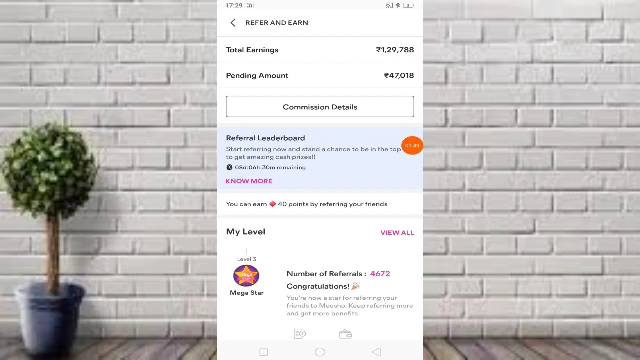 17:29
REFER AND EARN
Total Earnings ₹1,29,788
Pending Amount ₹47,018
Commission Details
Referral Leaderboard
Start referring now and stand a chance to be in the top
to get amazing cash prizes!!
remaining
KNOW MORE
You can earn 40 points by referring your friends
My Level VIEW ALL
Level 3
Mega Star
Number of Referrals : 4672
Congratulations! 🎉
You're now a star for referring your
friends to Meesho. Keep referring more
and get more benefits.